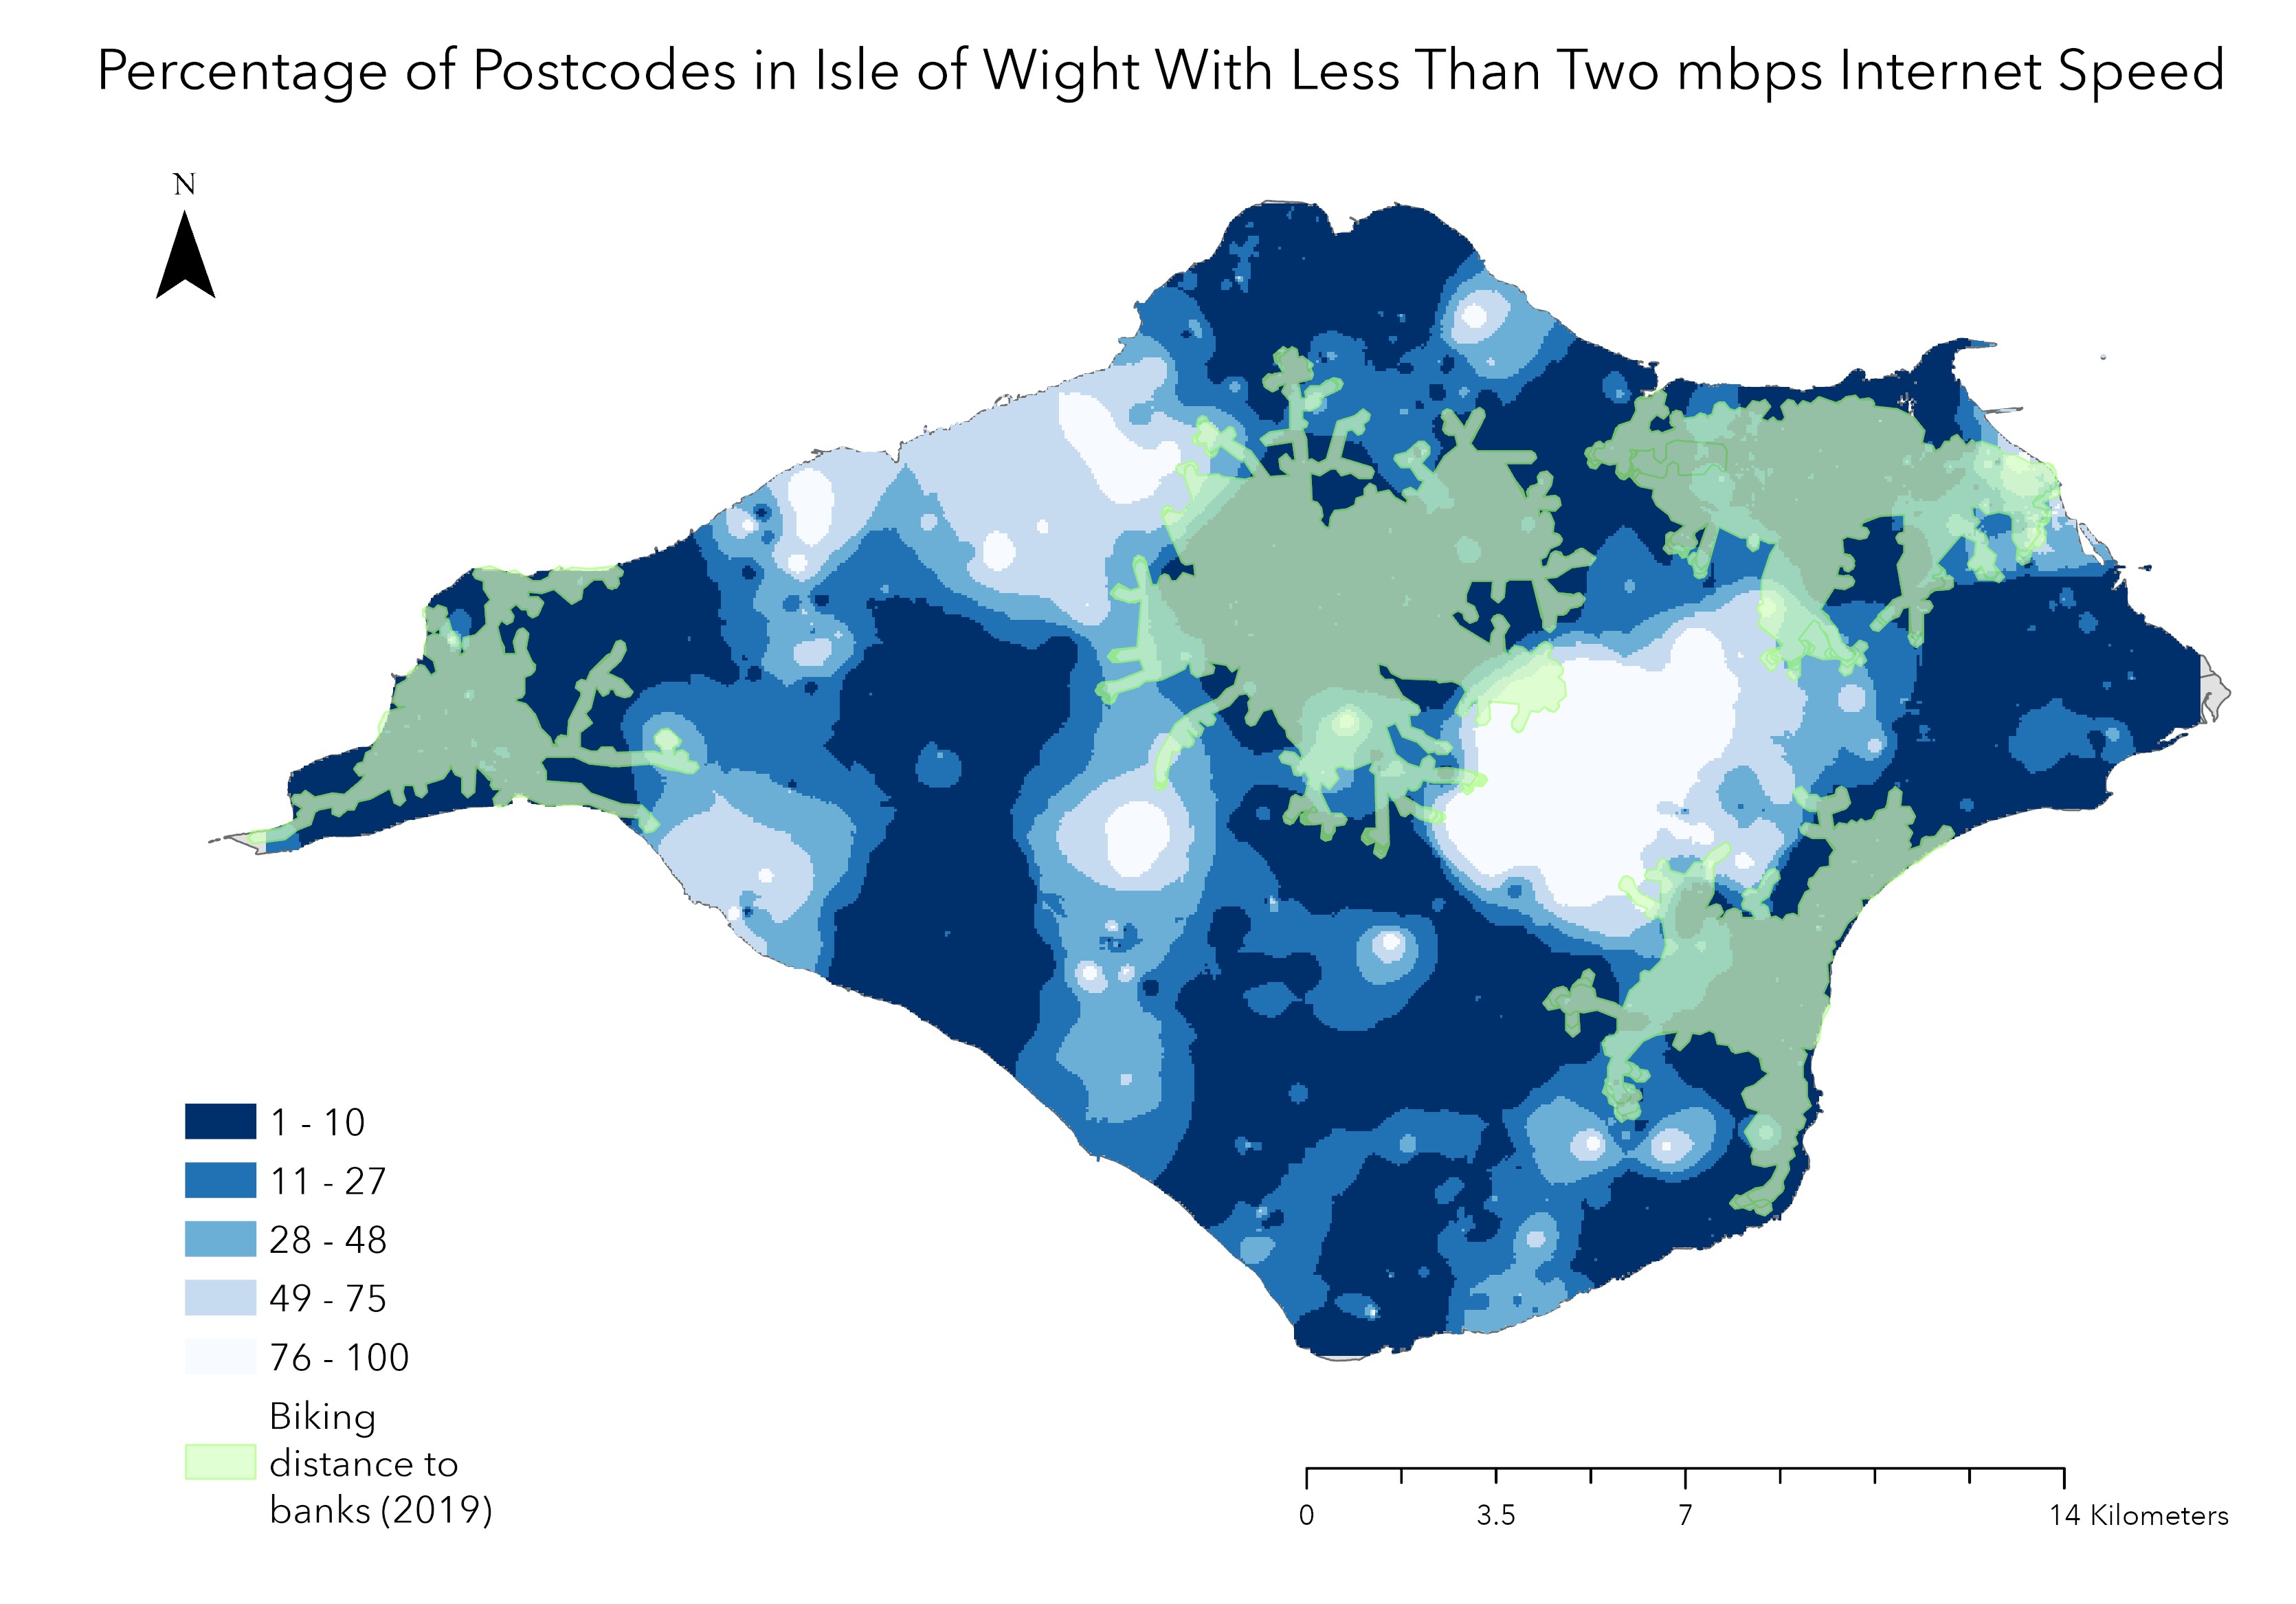 Percentage of Postcodes in Isle of Wight With Less Than Two mbps Internet Speed
N
1 - 10
11 - 27
28 - 48
49 - 75
76 - 100
Biking
distance to
banks (2019)
0 3.5 7 14 Kilometers